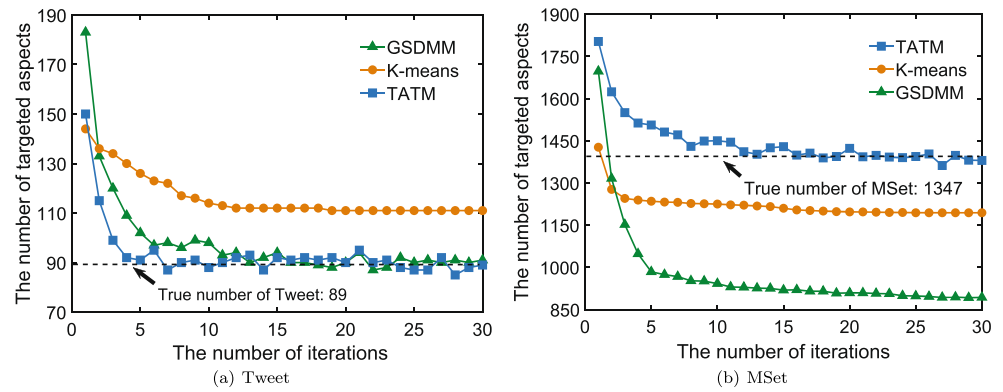 The number of targeted aspects
190
170
150
130
110
90
70
GSDMM
K-means
TATM
True number of Tweet: 89
0 5 10 15 20 25 30
The number of iterations
(a) Tweet
The number of targeted aspects
1900
1750
1600
1450
1300
1150
1000
850
TATM
K-means
GSDMM
True number of MSet: 1347
0 5 10 15 20 25 30
The number of iterations
(b) MSet